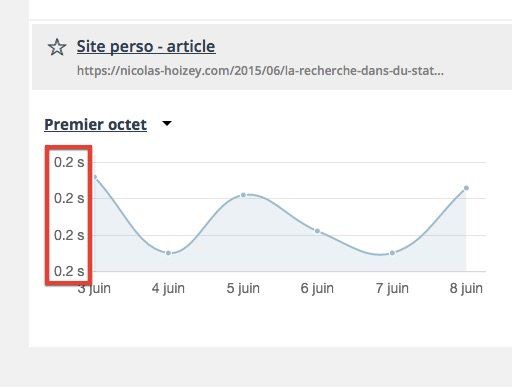 Site perso - article
https://nicolas-hoizey.com/2015/06/la-recherche-dans-du-stat...
Premier octet
0.2 s
0.2 s
0.2 s
0.2 s
3 juin 4 juin 5 juin 6 juin 7 juin 8 juin